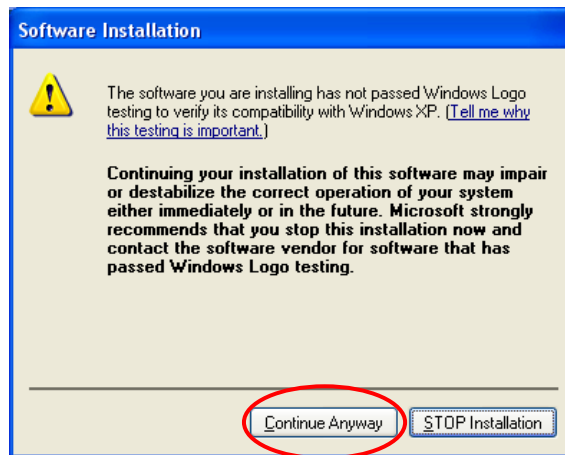 Software Installation
The software you are installing has not passed Windows Logo
testing to verify its compatibility with Windows XP. (Tell me why
this testing is important.)
Continuing your installation of this software may impair
or destabilize the correct operation of your system
either immediately or in the future. Microsoft strongly
recommends that you stop this installation now and
contact the software vendor for software that has
passed Windows Logo testing.
Continue Anyway
STOP Installation